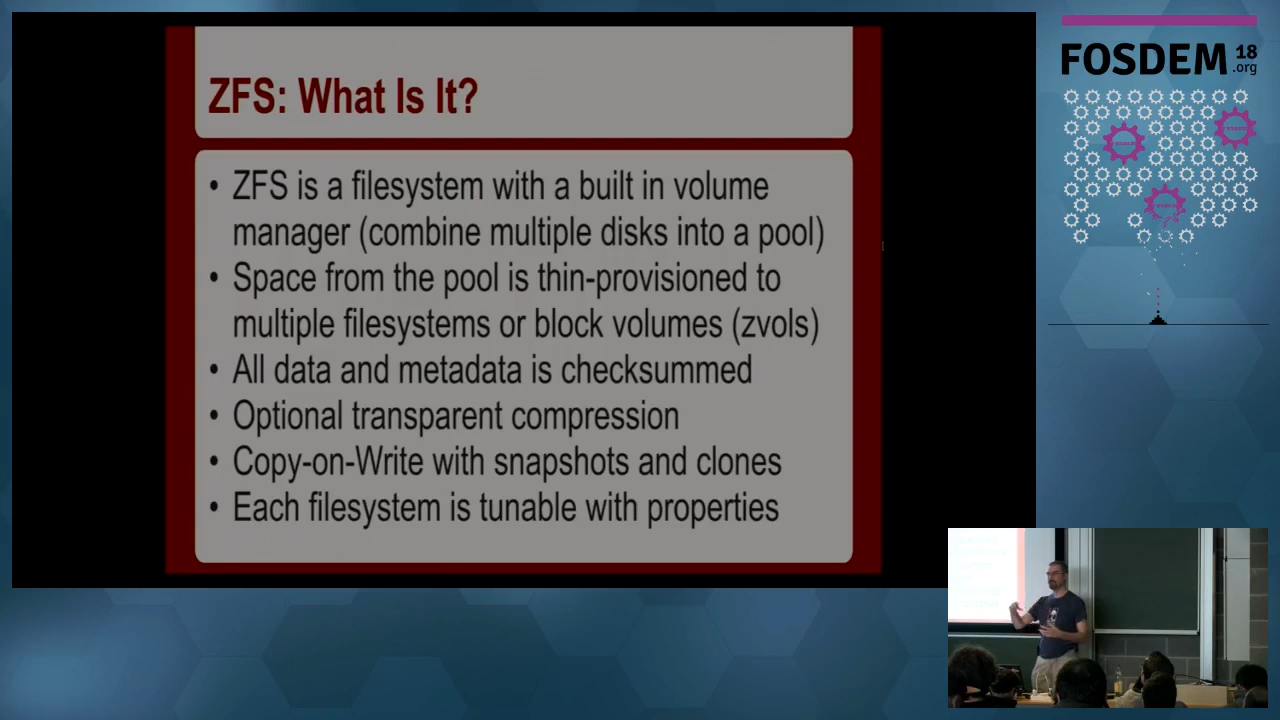 ZFS: What Is It?
• ZFS is a filesystem with a built in volume
manager (combine multiple disks into a pool)
• Space from the pool is thin-provisioned to
multiple filesystems or block volumes (zvols)
• All data and metadata is checksummed
• Optional transparent compression
• Copy-on-Write with snapshots and clones
• Each filesystem is tunable with properties
FOSDEM 18
.org